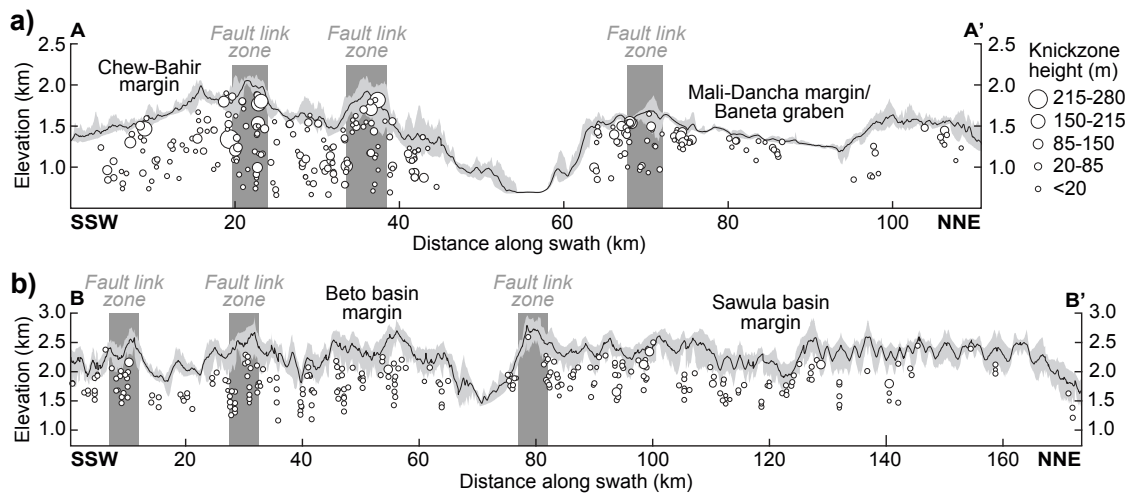 a)
A
Fault link
zone
Fault link
zone
Fault link
zone
A'
2.5
2.0
1.5
1.0
Elevation (km)
Chew-Bahir
margin
Mali-Dancha margin/
Baneta graben
2.5
2.0
1.5
1.0
Knickzone
height (m)
215-280
150-215
85-150
20-85
<20
SSW
20
40
60
80
100
NNE
Distance along swath (km)
b)
B
Fault link
zone
Fault link
zone
Beto basin
margin
Fault link
zone
Sawula basin
margin
B'
3.0
2.5
2.0
1.5
1.0
Elevation (km)
3.0
2.5
2.0
1.5
1.0
SSW
20
40
60
80
100
120
140
160
NNE
Distance along swath (km)